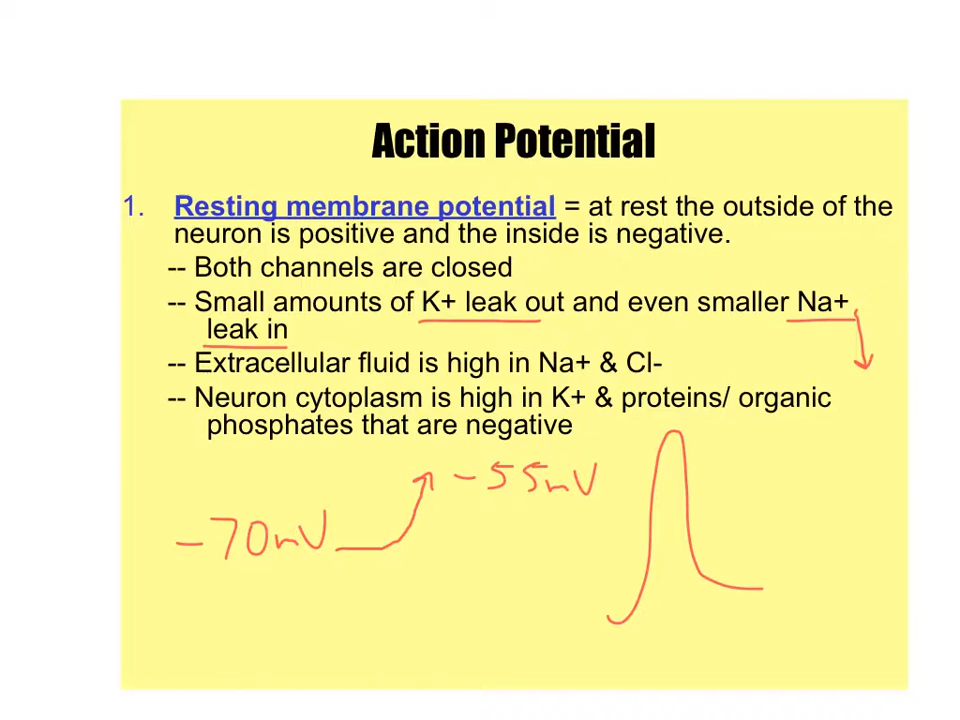 Action Potential
1. Resting membrane potential = at rest the outside of the
neuron is positive and the inside is negative.
-- Both channels are closed
-- Small amounts of K+ leak out and even smaller Na+
leak in
-- Extracellular fluid is high in Na+ & Cl-
-- Neuron cytoplasm is high in K+ & proteins/ organic
phosphates that are negative
-55mV
-70mV